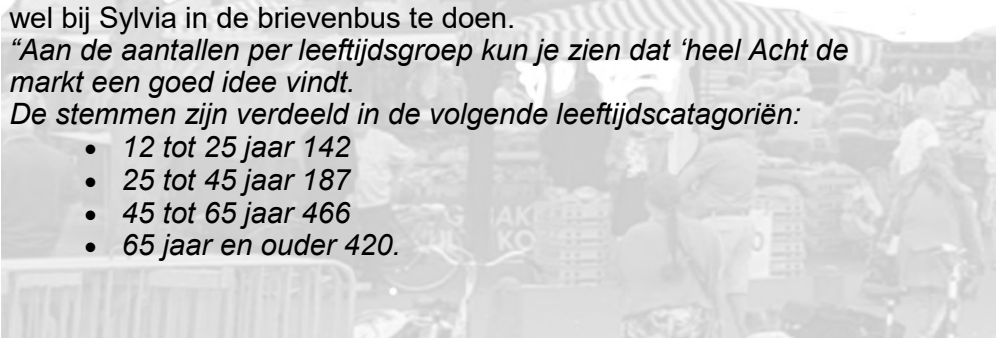 wel bij Sylvia in de brievenbus te doen.
“Aan de aantallen per leeftijdsgroep kun je zien dat ‘heel Acht de
markt een goed idee vindt.
De stemmen zijn verdeeld in de volgende leeftijdscatagoriën:
• 12 tot 25 jaar 142
• 25 tot 45 jaar 187
• 45 tot 65 jaar 466
• 65 jaar en ouder 420.